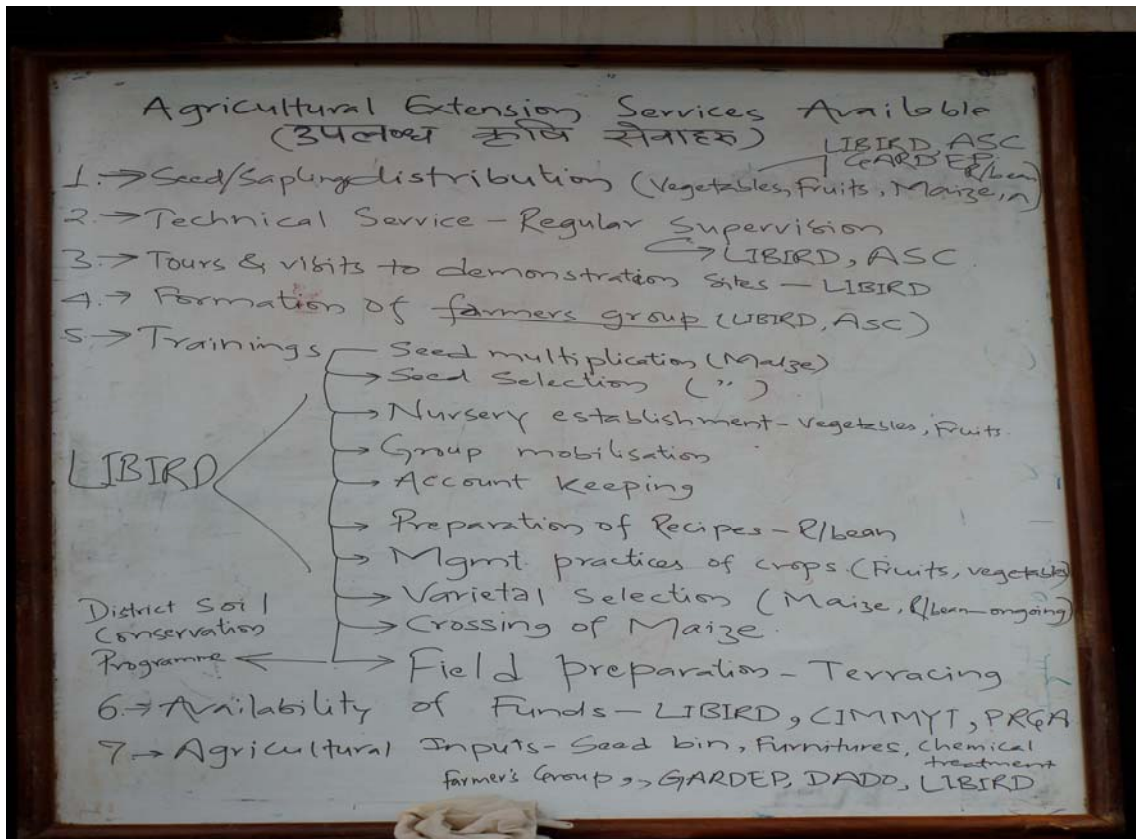 Agricultural Extension Services Available
(उपलब्ध कृषि सेवाहरु)
LIBIRD, ASC
GARDEP
R/bean
1.→ Seed/Sapling distribution (Vegetables, Fruits, Maize, )
2.→ Technical Service - Regular Supervision
→ LIBIRD, ASC
3.→ Tours & visits to demonstration sites - LIBIRD
4.→ Formation of farmers group (LIBIRD, ASC)
5.→ Trainings
Seed multiplication (Maize)
→ Seed Selection ( " )
→ Nursery establishment - vegetables, Fruits.
→ Group mobilisation
LIBIRD
→ Account keeping
→ Preparation of Recipes - R/bean
→ Mgmt. practices of crops (Fruits, vegetable)
→ Varietal Selection (Maize, R/bean - ongoing)
→ Crossing of Maize.
District Soil
Conservation
Programme ←
→ Field preparation - Terracing
6.→ Availability of Funds - LIBIRD, CIMMYT, PRGA
7.→ Agricultural Inputs - Seed bin, Furnitures, Chemical
treatment
farmer's Group ,, GARDEP, DADO, LIBIRD